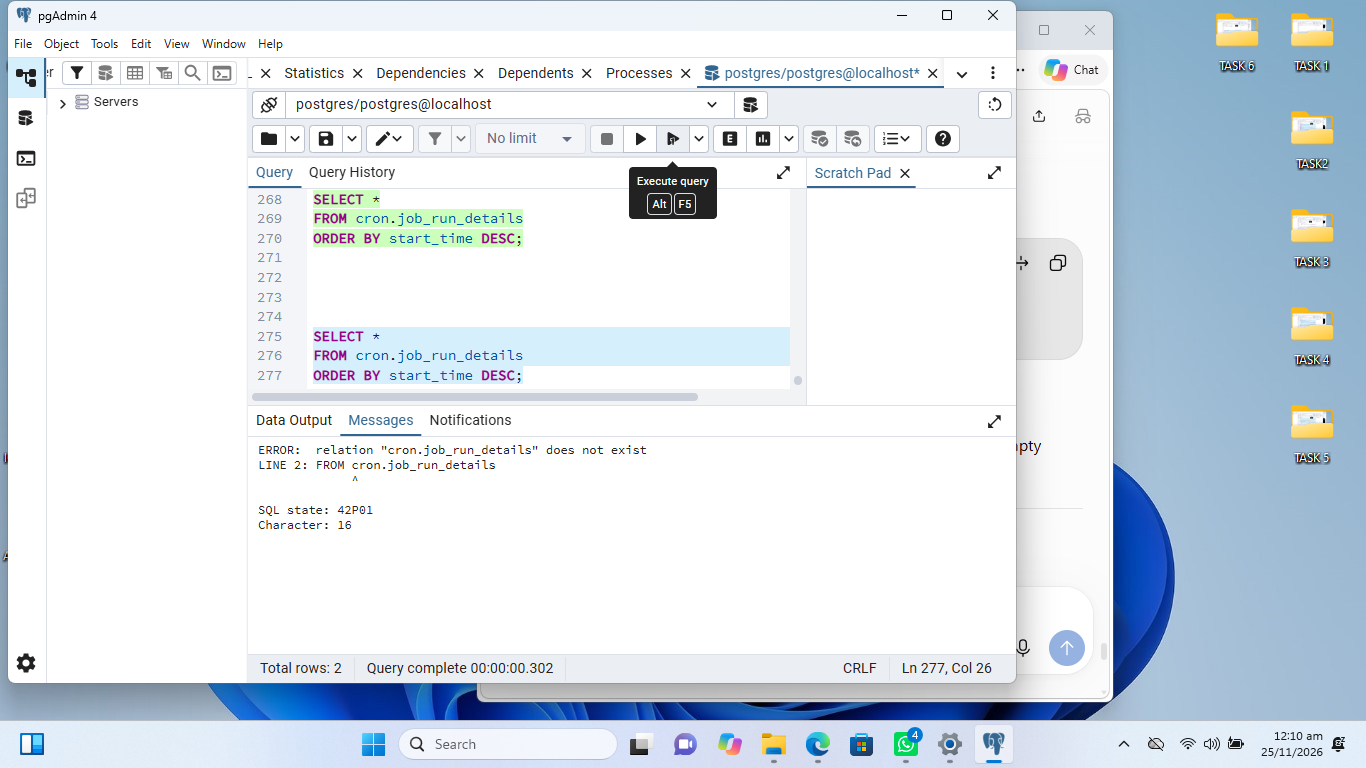 pgAdmin 4
File Object Tools Edit View Window Help
er
L Statistics Dependencies Dependents Processes postgres/postgres@localhost*
Servers
postgres/postgres@localhost
No limit
E
Query Query History
Execute query
Alt F5
Scratch Pad
268 SELECT *
269 FROM cron.job_run_details
270 ORDER BY start_time DESC;
271
272
273
274
275 SELECT *
276 FROM cron.job_run_details
277 ORDER BY start_time DESC;
Data Output Messages Notifications
ERROR:  relation "cron.job_run_details" does not exist
LINE 2: FROM cron.job_run_details
^
SQL state: 42P01
Character: 16
Total rows: 2 Query complete 00:00:00.302 CRLF Ln 277, Col 26
Chat
mpty
TASK 6 TASK 1
TASK2
TASK 3
TASK 4
TASK 5
Search
4
12:10 am
25/11/2026